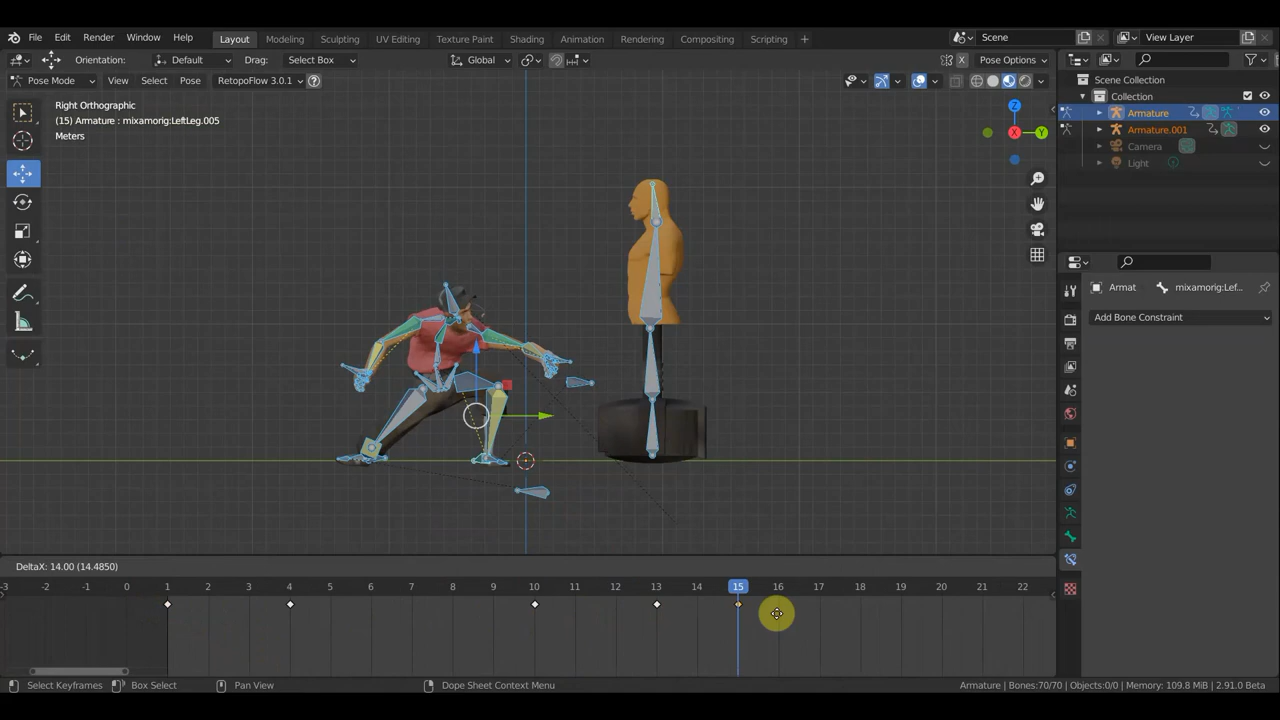 File Edit Render Window Help Layout Modeling Sculpting UV Editing Texture Paint Shading Animation Rendering Compositing Scripting + Scene View Layer
Orientation: Default Drag: Select Box Global X Pose Options
Pose Mode View Select Pose RetopoFlow 3.0.1 ?
Right Orthographic
(15) Armature : mixamorig:LeftLeg.005
Meters
Z
X
Y
Scene Collection
Collection
Armature
Armature.001
Camera
Light
Armat mixamorig:Lef...
Add Bone Constraint
DeltaX: 14.00 (14.4850)
-3 -2 -1 0 1 2 3 4 5 6 7 8 9 10 11 12 13 14 15 16 17 18 19 20 21 22
Select Keyframes Box Select Pan View Dope Sheet Context Menu Armature | Bones:70/70 | Objects:0/0 | Memory: 109.8 MiB | 2.91.0 Beta